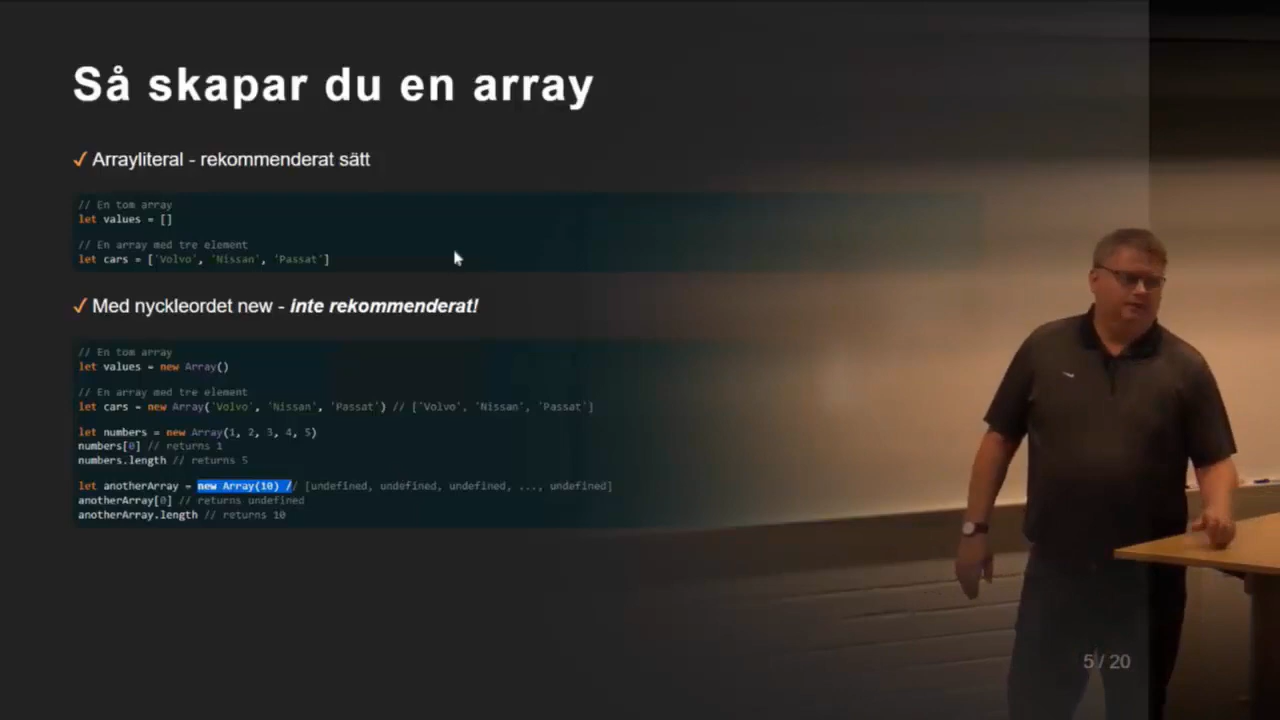 Så skapar du en array
✓ Arrayliteral - rekommenderat sätt
// En tom array
let values = []
// En array med tre element
let cars = ['Volvo', 'Nissan', 'Passat']
✓ Med nyckleordet new - inte rekommenderat!
// En tom array
let values = new Array()
// En array med tre element
let cars = new Array('Volvo', 'Nissan', 'Passat') // ['Volvo', 'Nissan', 'Passat']
let numbers = new Array(1, 2, 3, 4, 5)
numbers[0] // returns 1
numbers.length // returns 5
let anotherArray = new Array(10) // [undefined, undefined, undefined, ..., undefined]
anotherArray[0] // returns undefined
anotherArray.length // returns 10
5 / 20